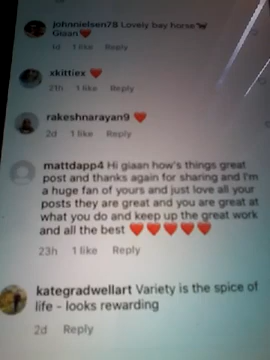 johnnielsen78 Lovely bay horse🐎
Giaan❤️
1d 1 like Reply
xkittiex ❤️
21h 1 like Reply
rakeshnarayan9 ❤️
2d 1 like Reply
mattdapp4 Hi giaan how's things great
post and thanks again for sharing and I'm
a huge fan of yours and just love all your
posts they are great and you are great at
what you do and keep up the great work
and all the best ❤️❤️❤️❤️❤️
23h 1 like Reply
kategradwellart Variety is the spice of
life - looks rewarding
2d Reply